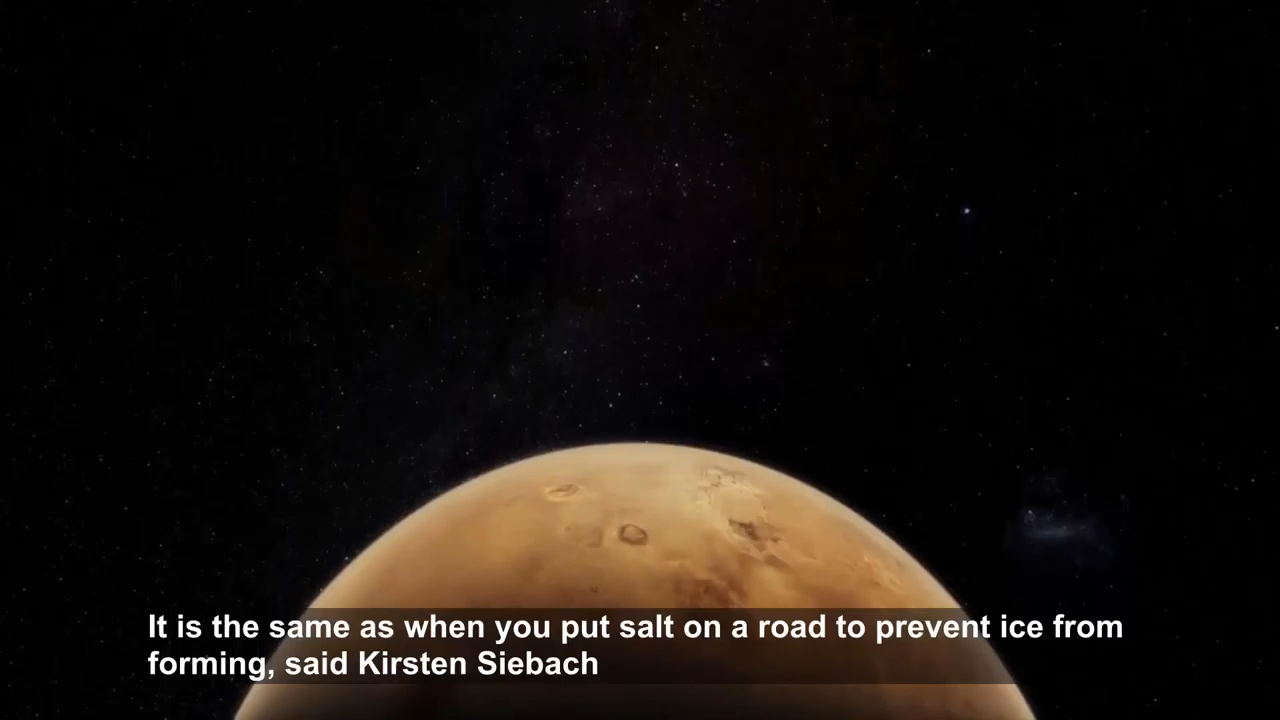 It is the same as when you put salt on a road to prevent ice from
forming, said Kirsten Siebach